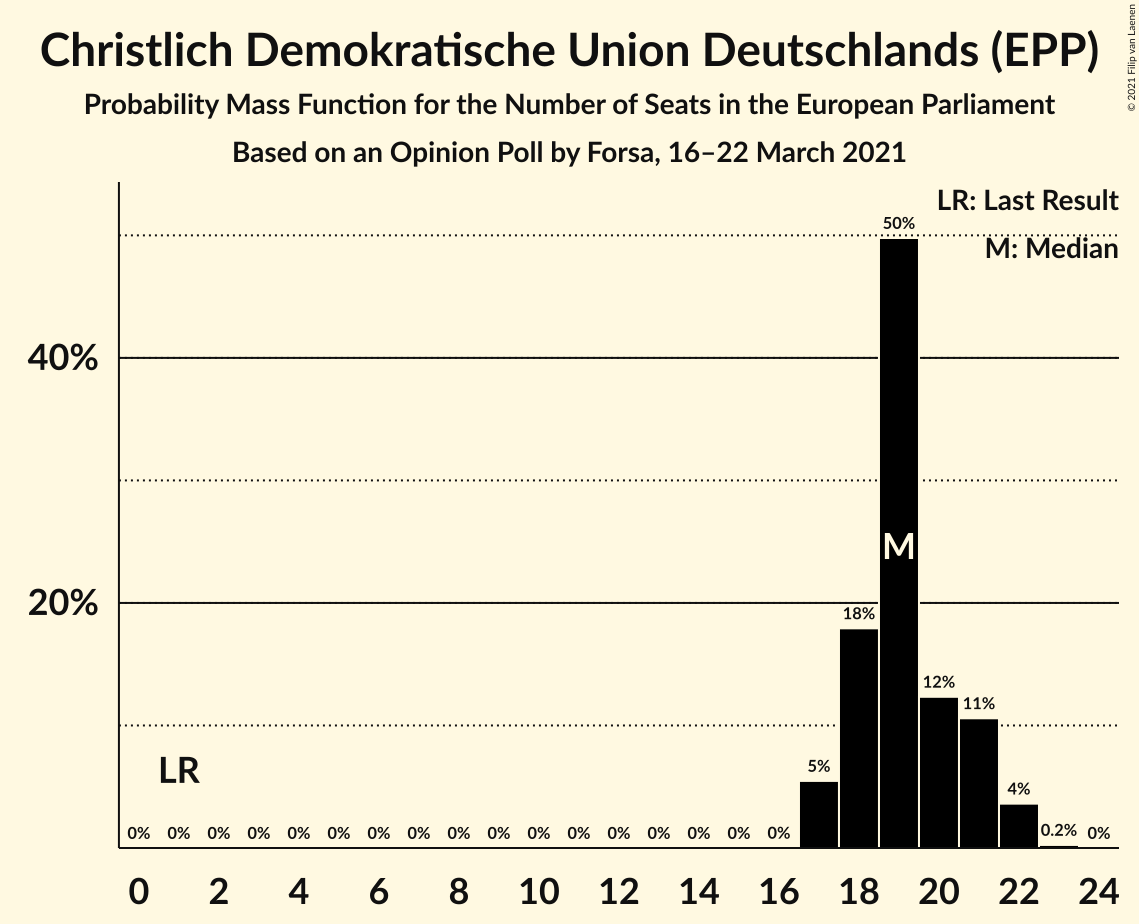 Christlich Demokratische Union Deutschlands (EPP)
Probability Mass Function for the Number of Seats in the European Parliament
Based on an Opinion Poll by Forsa, 16–22 March 2021
© 2021 Filip van Laenen
LR: Last Result
M: Median
50%
40%
M
20%
18%
12%
11%
LR
5%
4%
0% 0% 0% 0% 0% 0% 0% 0% 0% 0% 0% 0% 0% 0% 0% 0% 0% 0.2% 0%
0 2 4 6 8 10 12 14 16 18 20 22 24